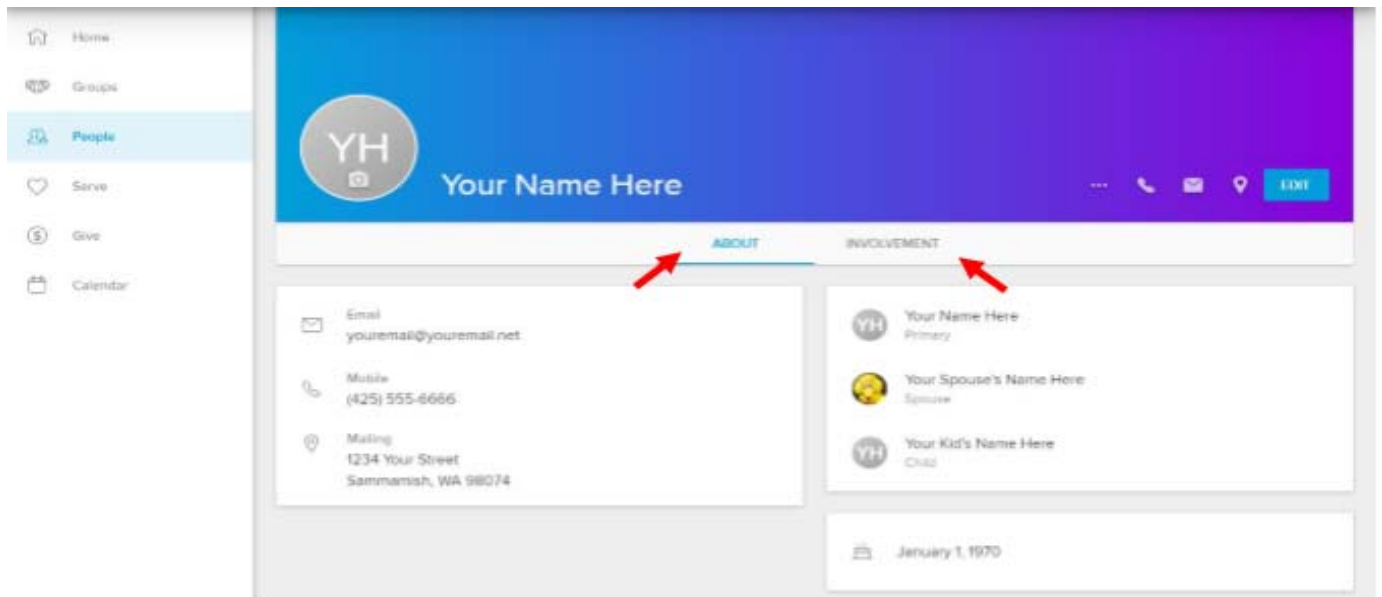 Home
Groups
People
Serve
Give
Calendar
YH
Your Name Here
EDIT
ABOUT
INVOLVEMENT
Email
youremail@youremail.net
Mobile
(425) 555-6666
Mailing
1234 Your Street
Sammamish, WA 98074
YH
Your Name Here
Primary
Your Spouse's Name Here
Spouse
YH
Your Kid's Name Here
Child
January 1, 1970